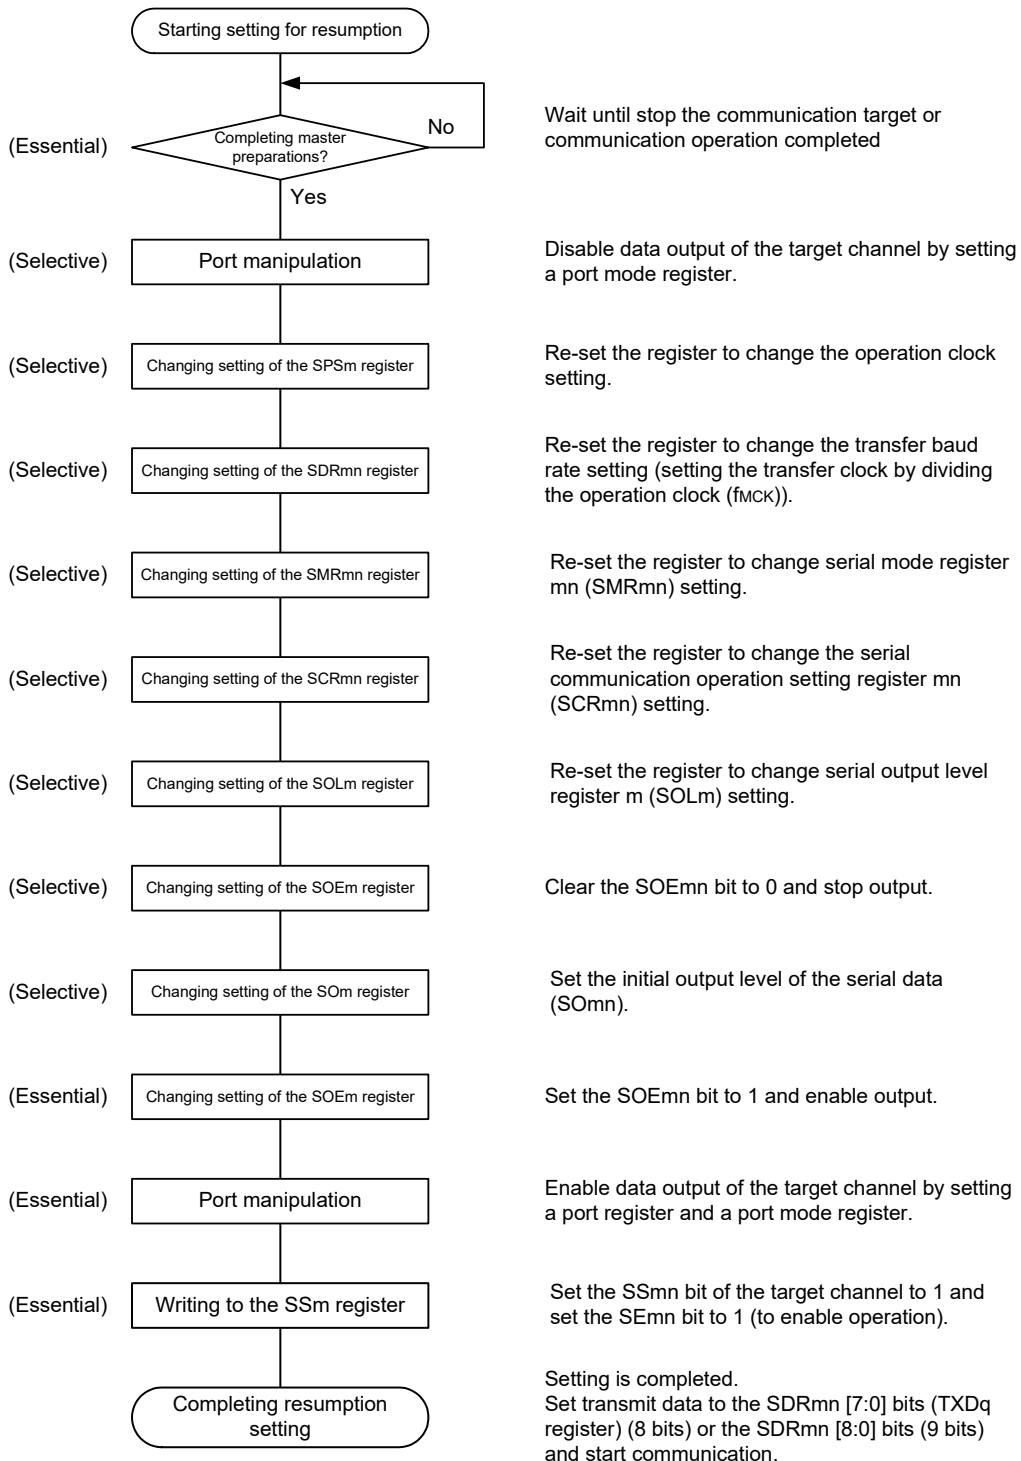 Starting setting for resumption
(Essential)
Completing master
preparations?
No
Wait until stop the communication target or
communication operation completed
Yes
(Selective)
Port manipulation
Disable data output of the target channel by setting
a port mode register.
(Selective)
Changing setting of the SPSm register
Re-set the register to change the operation clock
setting.
(Selective)
Changing setting of the SDRmn register
Re-set the register to change the transfer baud
rate setting (setting the transfer clock by dividing
the operation clock (fMCK)).
(Selective)
Changing setting of the SMRmn register
Re-set the register to change serial mode register
mn (SMRmn) setting.
(Selective)
Changing setting of the SCRmn register
Re-set the register to change the serial
communication operation setting register mn
(SCRmn) setting.
(Selective)
Changing setting of the SOLm register
Re-set the register to change serial output level
register m (SOLm) setting.
(Selective)
Changing setting of the SOEm register
Clear the SOEmn bit to 0 and stop output.
(Selective)
Changing setting of the SOm register
Set the initial output level of the serial data
(SOmn).
(Essential)
Changing setting of the SOEm register
Set the SOEmn bit to 1 and enable output.
(Essential)
Port manipulation
Enable data output of the target channel by setting
a port register and a port mode register.
(Essential)
Writing to the SSm register
Set the SSmn bit of the target channel to 1 and
set the SEmn bit to 1 (to enable operation).
Completing resumption
setting
Setting is completed.
Set transmit data to the SDRmn [7:0] bits (TXDq
register) (8 bits) or the SDRmn [8:0] bits (9 bits)
and start communication.